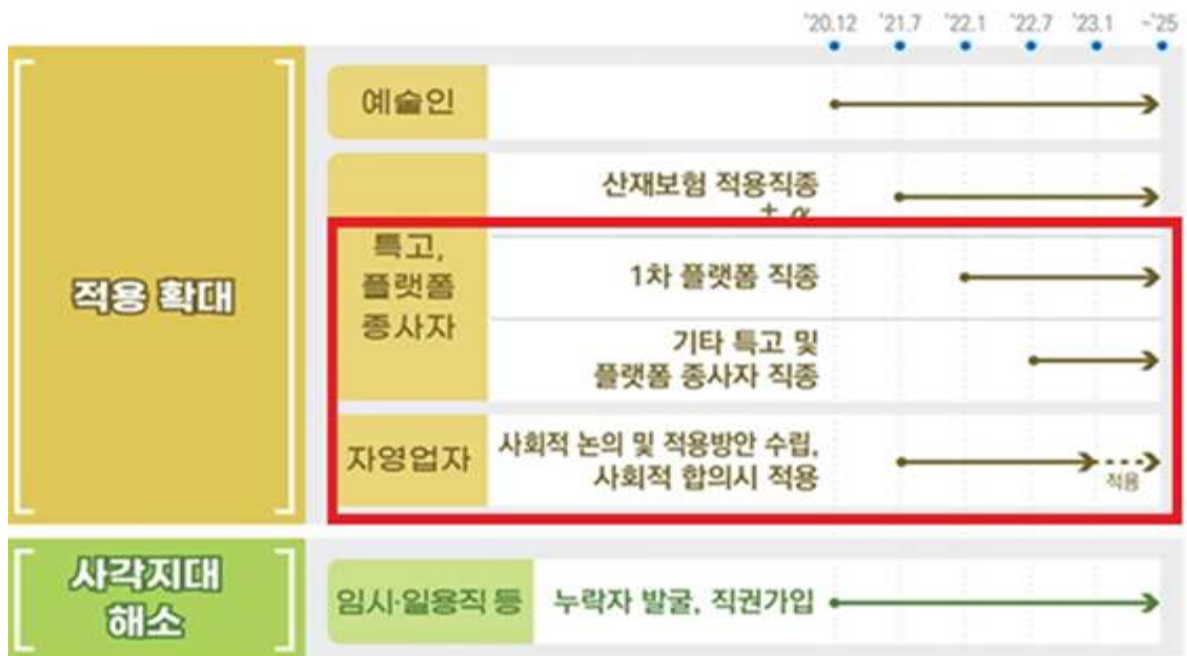 '20.12 '21.7 '22.1 '22.7 '23.1 ~'25
적용 확대
예술인
특고,
플랫폼
종사자
산재보험 적용직종
+ α
1차 플랫폼 직종
기타 특고 및
플랫폼 종사자 직종
자영업자
사회적 논의 및 적용방안 수립,
사회적 합의시 적용
적용
사각지대
해소
임시·일용직 등
누락자 발굴, 직권가입